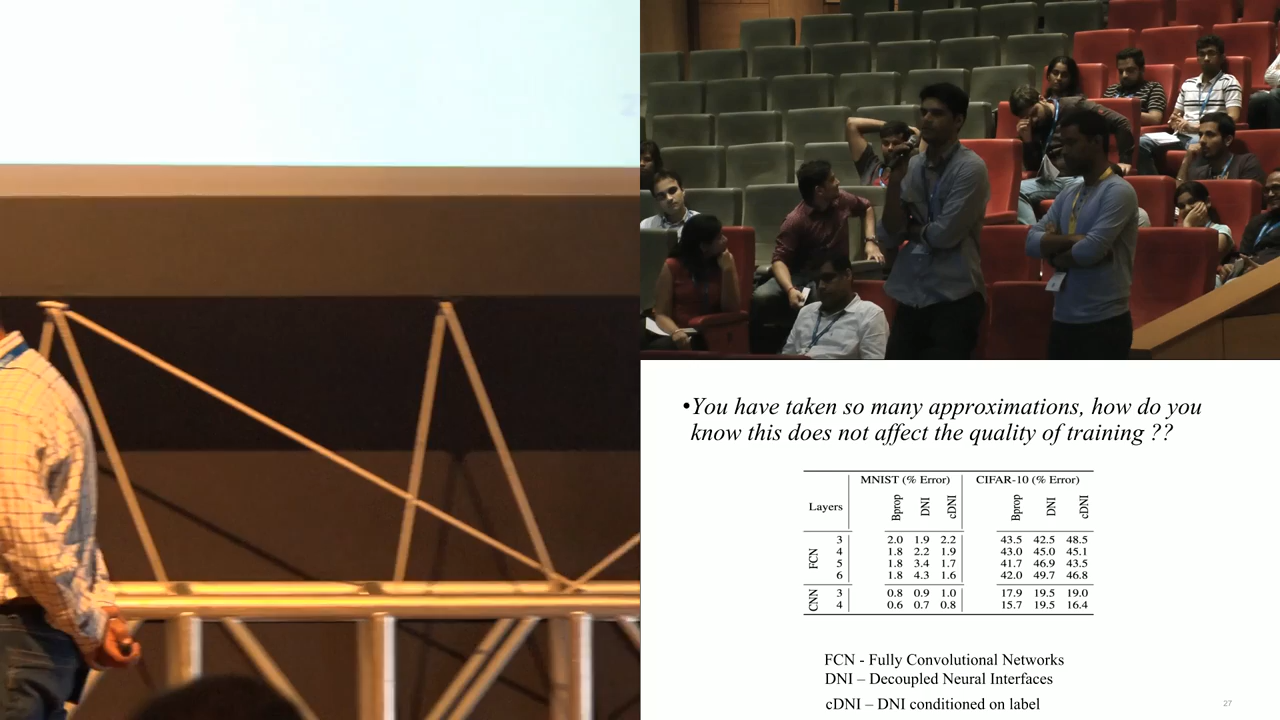 •You have taken so many approximations, how do you
know this does not affect the quality of training ??
MNIST (% Error) CIFAR-10 (% Error)
Layers Bprop DNI cDNI Bprop DNI cDNI
FCN
3 2.0 1.9 2.2 43.5 42.5 48.5
4 1.8 2.2 1.9 43.0 45.0 45.1
5 1.8 3.4 1.7 41.7 46.9 43.5
6 1.8 4.3 1.6 42.0 49.7 46.8
CNN
3 0.8 0.9 1.0 17.9 19.5 19.0
4 0.6 0.7 0.8 15.7 19.5 16.4
FCN - Fully Convolutional Networks
DNI – Decoupled Neural Interfaces
cDNI – DNI conditioned on label
27